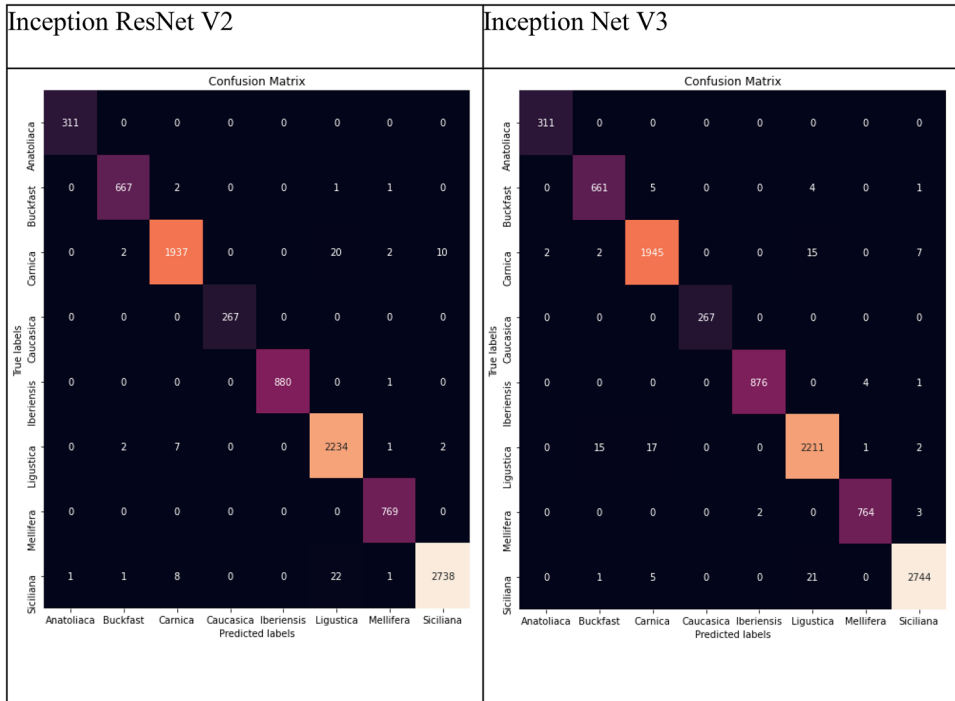 Inception ResNet V2
Inception Net V3
Confusion Matrix
True labels
Anatoliaca 311 0 0 0 0 0 0 0
Buckfast 0 667 2 0 0 1 1 0
Carnica 0 2 1937 0 0 20 2 10
Caucasica 0 0 0 267 0 0 0 0
Iberiensis 0 0 0 0 880 0 1 0
Ligustica 0 2 7 0 0 2234 1 2
Mellifera 0 0 0 0 0 0 769 0
Siciliana 1 1 8 0 0 22 1 2738
Anatoliaca Buckfast Carnica Caucasica Iberiensis Ligustica Mellifera Siciliana
Predicted labels
Confusion Matrix
True labels
Anatoliaca 311 0 0 0 0 0 0 0
Buckfast 0 661 5 0 0 4 0 1
Carnica 2 2 1945 0 0 15 0 7
Caucasica 0 0 0 267 0 0 0 0
Iberiensis 0 0 0 0 876 0 4 1
Ligustica 0 15 17 0 0 2211 1 2
Mellifera 0 0 0 0 2 0 764 3
Siciliana 0 1 5 0 0 21 0 2744
Anatoliaca Buckfast Carnica Caucasica Iberiensis Ligustica Mellifera Siciliana
Predicted labels